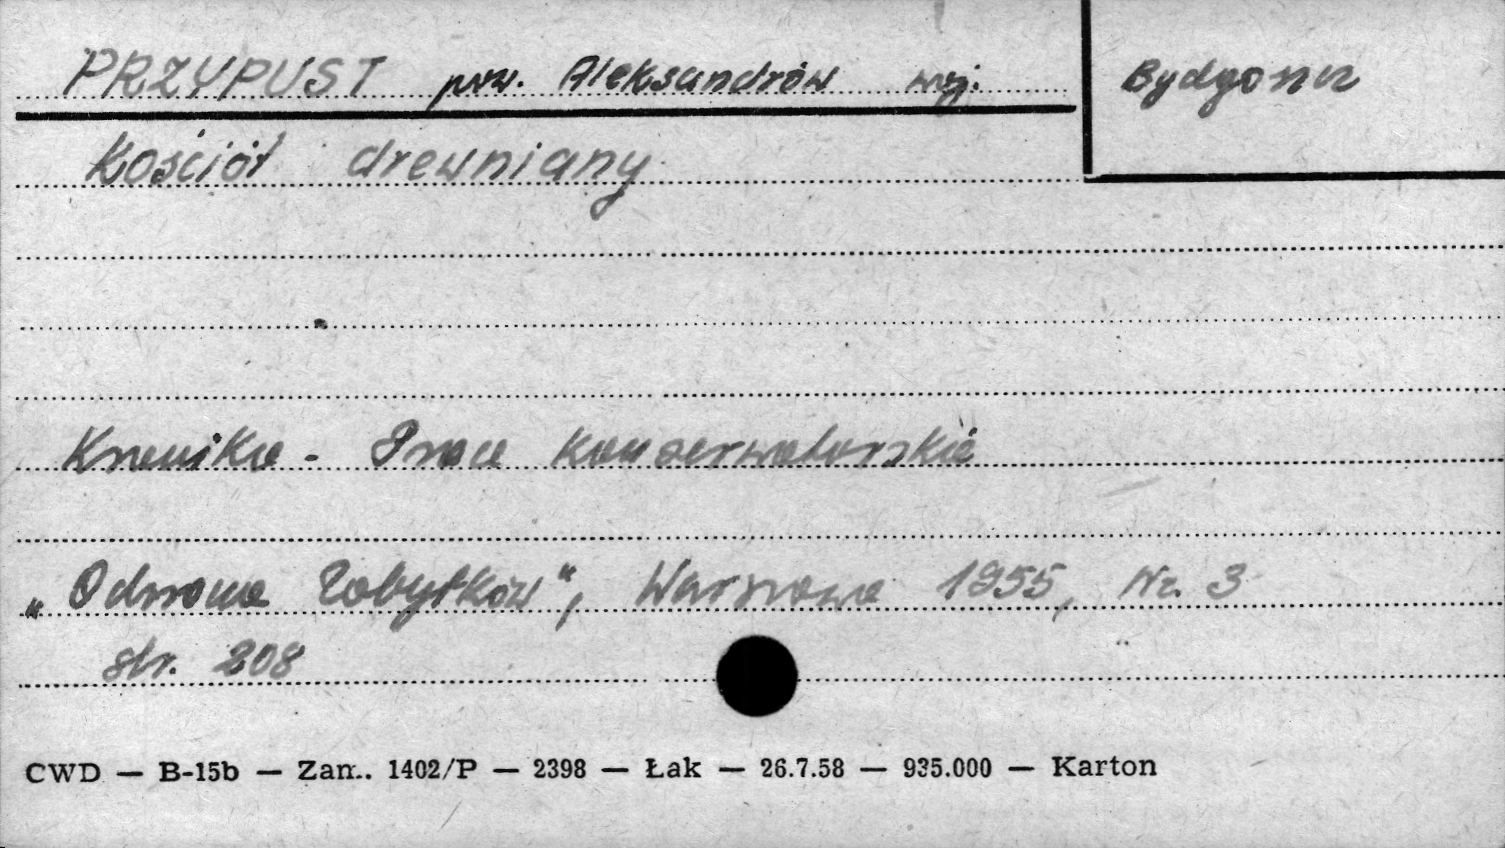 PRZYPUST pow. Aleksandrów woj. Bydgoszcz
Kościół drewniany
Kronika - Prace Konserwatorskie
„Ochrona Zabytków", Warszawa 1955, Nr. 3
str. 208
CWD — B-15b — Zam. 1402/P — 2398 — Łak — 26.7.58 — 935.000 — Karton